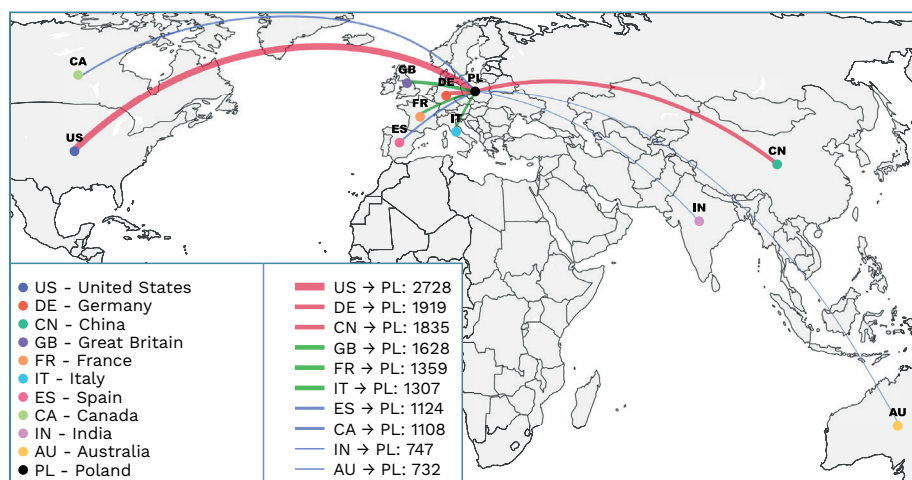 CA
GB
PL
DE
FR
US
IT
ES
CN
IN
AU
US - United States
DE - Germany
CN - China
GB - Great Britain
FR - France
IT - Italy
ES - Spain
CA - Canada
IN - India
AU - Australia
PL - Poland
US → PL: 2728
DE → PL: 1919
CN → PL: 1835
GB → PL: 1628
FR → PL: 1359
IT → PL: 1307
ES → PL: 1124
CA → PL: 1108
IN → PL: 747
AU → PL: 732